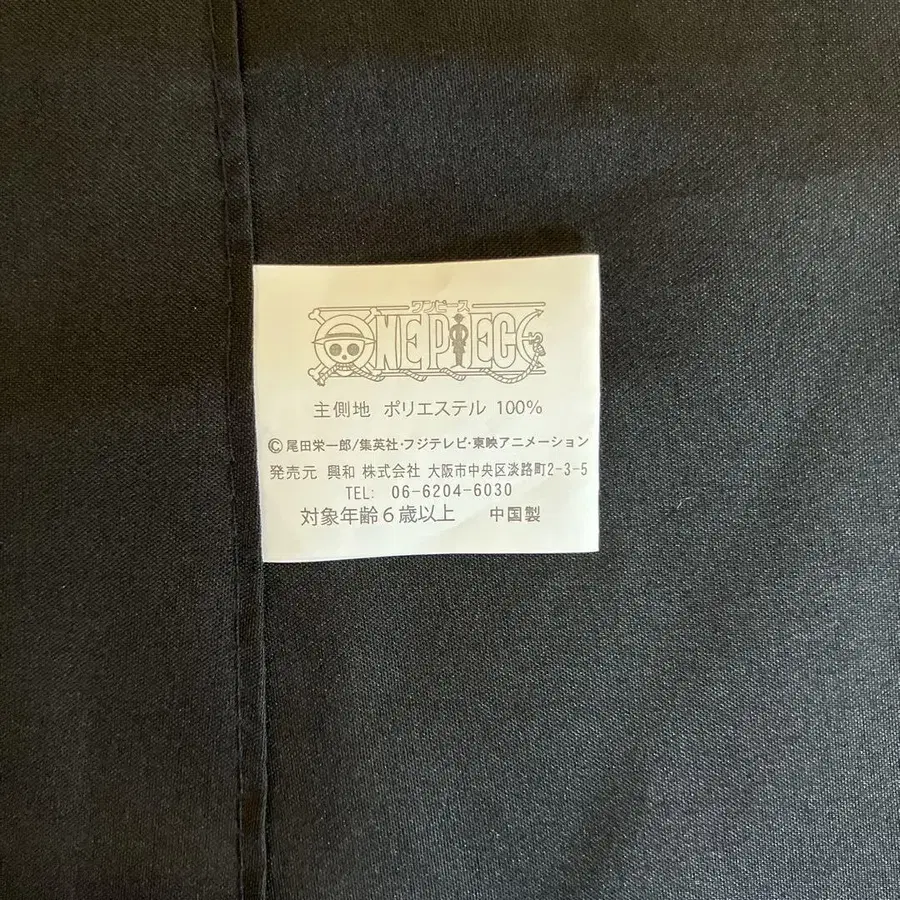 ワンピース
ONE PIECE
主側地 ポリエステル 100%
©尾田栄一郎/集英社・フジテレビ・東映アニメーション
発売元 興和 株式会社 大阪市中央区淡路町2-3-5
TEL: 06-6204-6030
対象年齢6歳以上 中国製